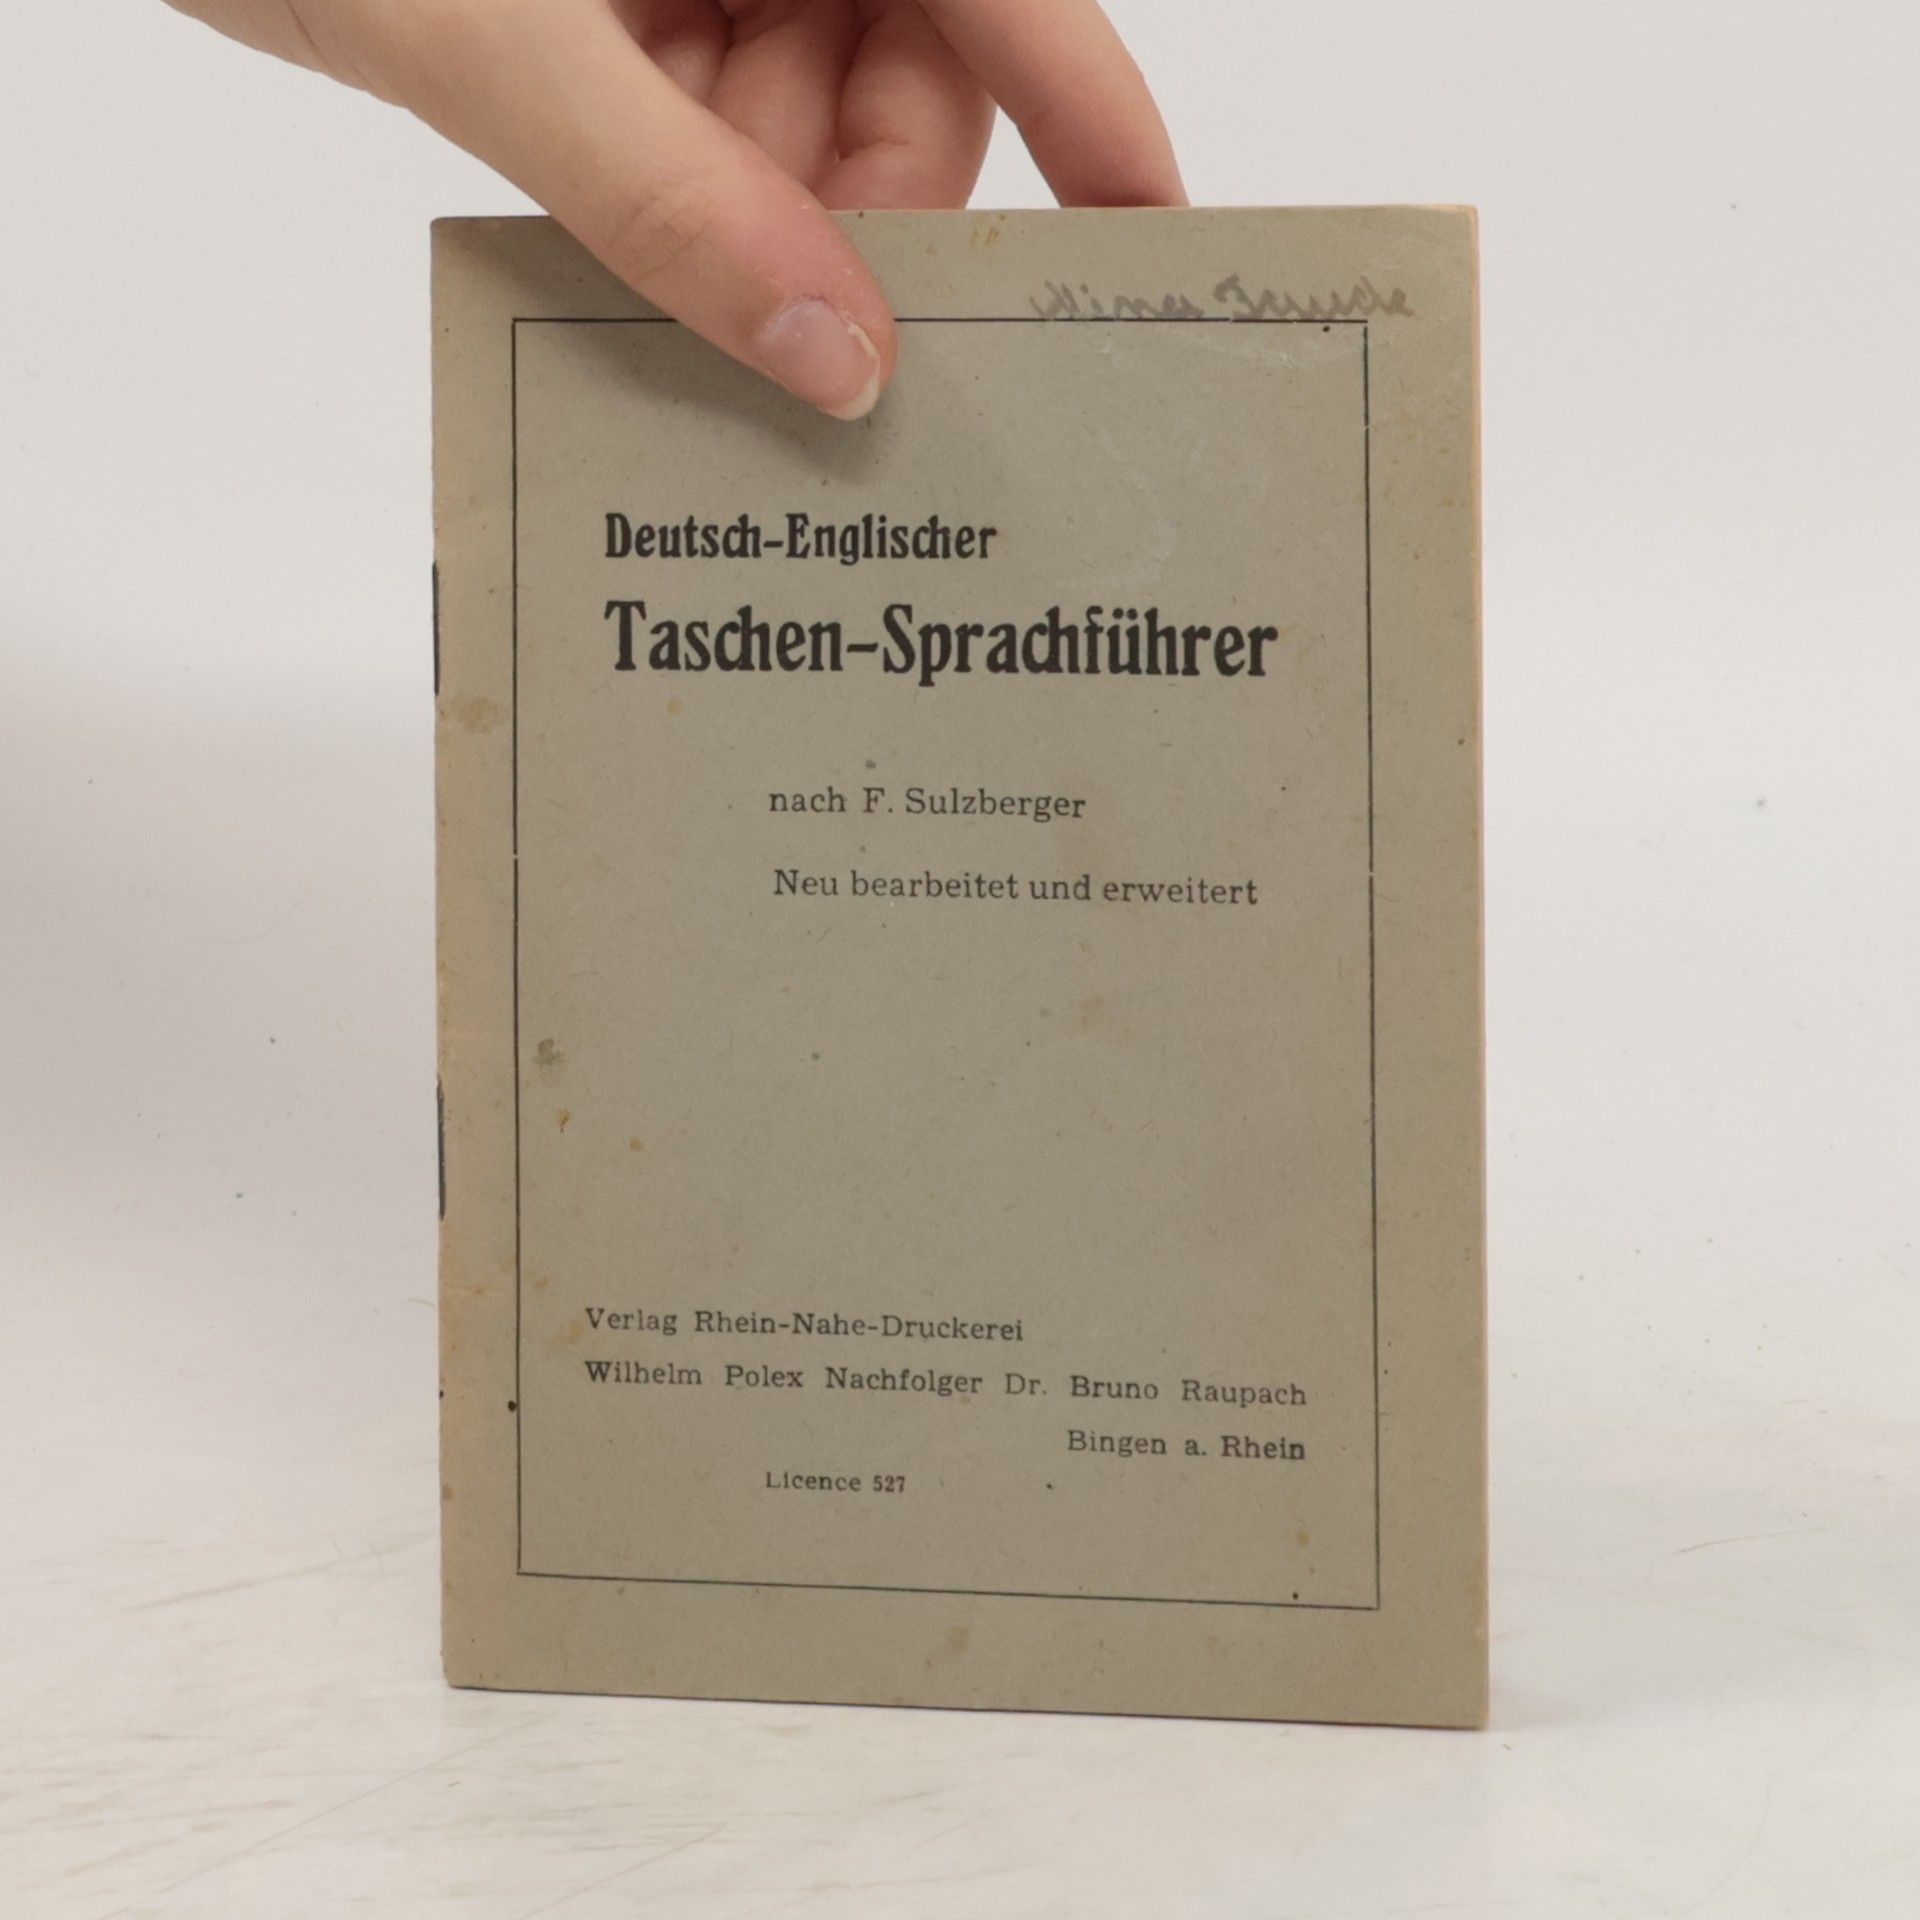 Deutsch-Englischer
Taschen-Sprachführer
nach F. Sulzberger
Neu bearbeitet und erweitert
Verlag Rhein-Nahe-Druckerei
Wilhelm Polex Nachfolger Dr. Bruno Raupach
Bingen a. Rhein
Licence 527